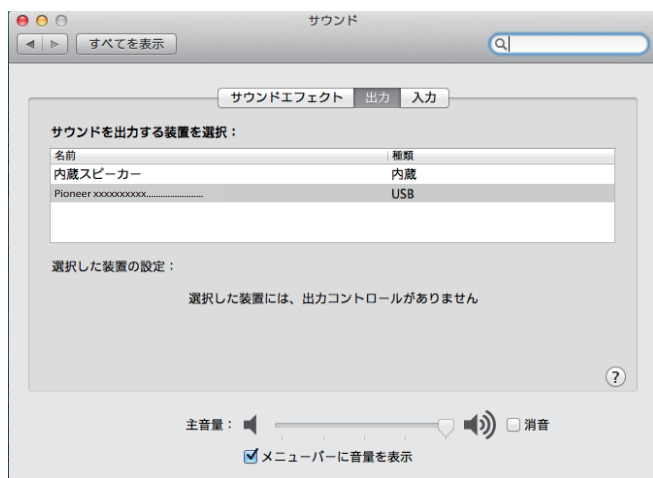 サウンド
すべてを表示
サウンドエフェクト 出力 入力
サウンドを出力する装置を選択：
名前 種類
内蔵スピーカー 内蔵
Pioneer xxxxxxxxxx........................ USB
選択した装置の設定：
選択した装置には、出力コントロールがありません
?
主音量： 消音
メニューバーに音量を表示